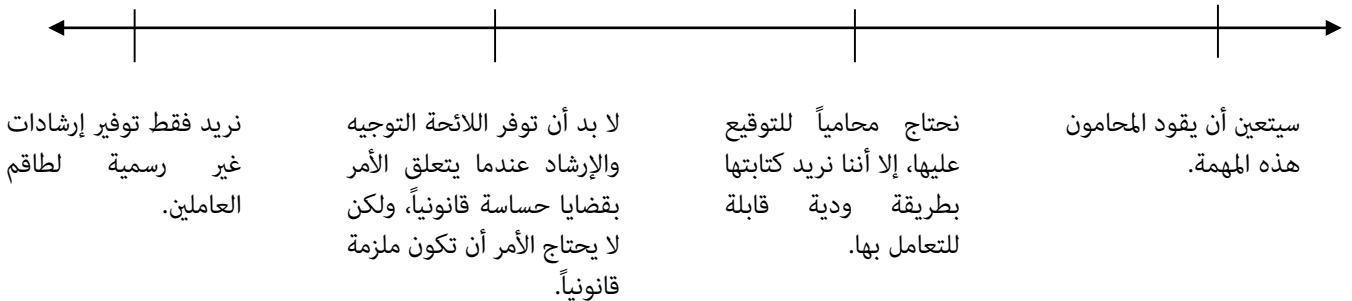 سيتعين أن يقود المحامون
هذه المهمة.
نحتاج محامياً للتوقيع
عليها، إلا أننا نريد كتابتها
بطريقة ودية قابلة
للتعامل بها.
لا بد أن توفر اللائحة التوجيه
والإرشاد عندما يتعلق الأمر
بقضايا حساسة قانونياً، ولكن
لا يحتاج الأمر أن تكون ملزمة
قانونياً.
نريد فقط توفير إرشادات
غير رسمية لطاقم
العاملين.